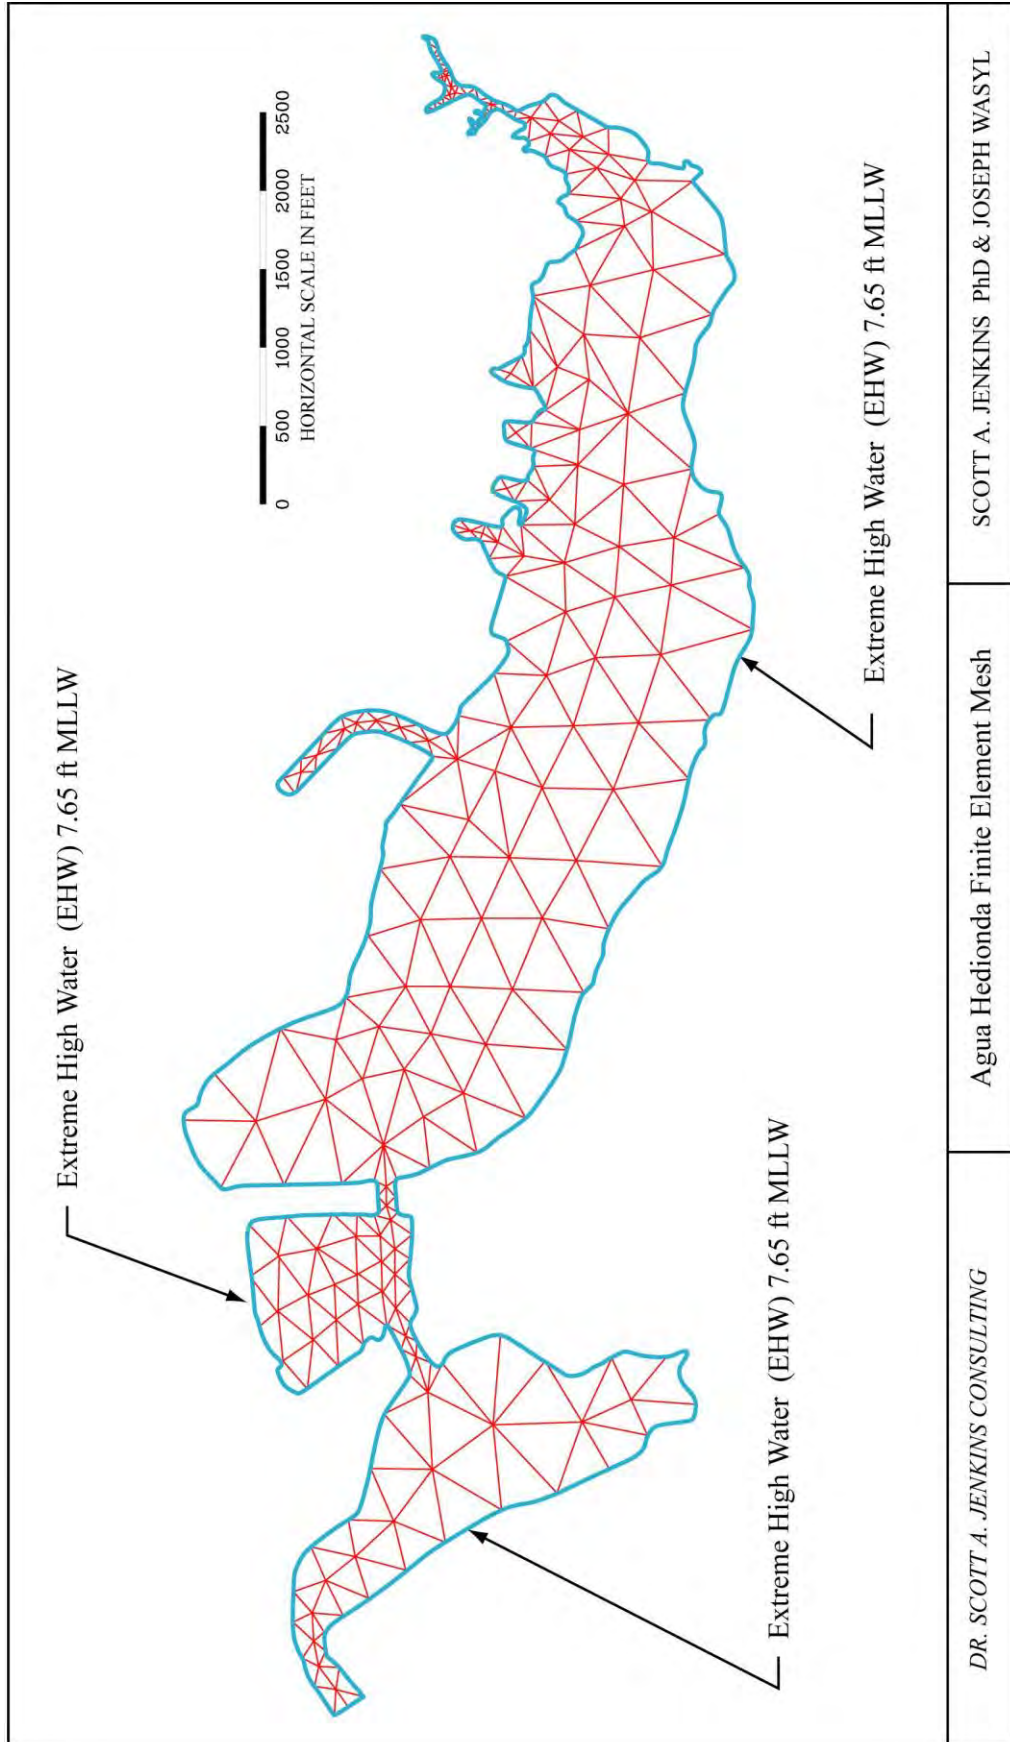 Extreme High Water (EHW) 7.65 ft MLLW
0 500 1000 1500 2000 2500
HORIZONTAL SCALE IN FEET
Extreme High Water (EHW) 7.65 ft MLLW
Extreme High Water (EHW) 7.65 ft MLLW
DR. SCOTT A. JENKINS CONSULTING
Agua Hedionda Finite Element Mesh
SCOTT A. JENKINS PhD & JOSEPH WASYL